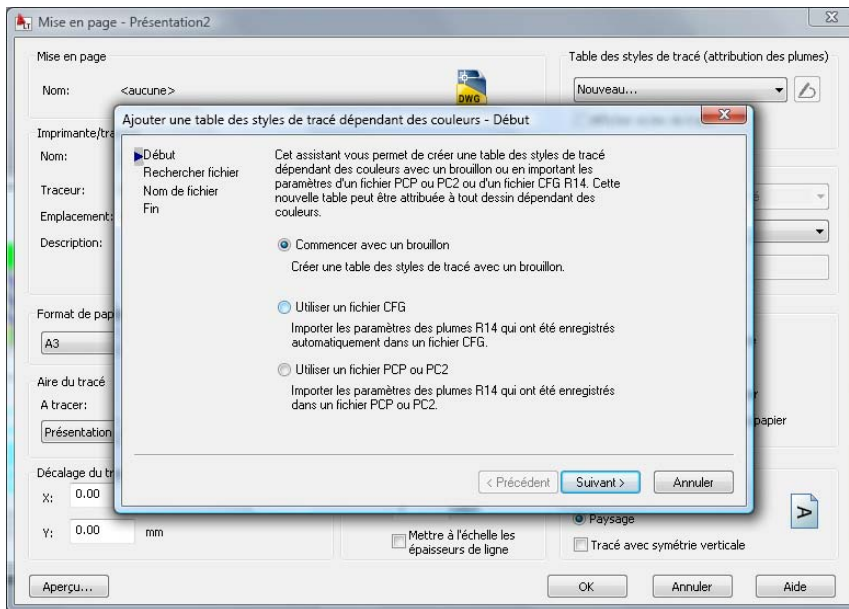 Mise en page - Présentation2
Mise en page
Nom: <aucune>
DWG
Table des styles de tracé (attribution des plumes)
Nouveau...
Imprimante/tra
Nom:
Traceur:
Emplacement:
Description:
Format de pap
A3
Aire du tracé
A tracer:
Présentation
Décalage du tr
X: 0.00
Y: 0.00 mm
Ajouter une table des styles de tracé dépendant des couleurs - Début
Début
Rechercher fichier
Nom de fichier
Fin
Cet assistant vous permet de créer une table des styles de tracé
dépendant des couleurs avec un brouillon ou en important les
paramètres d'un fichier PCP ou PC2 ou d'un fichier CFG R14. Cette
nouvelle table peut être attribuée à tout dessin dépendant des
couleurs.
Commencer avec un brouillon
Créer une table des styles de tracé avec un brouillon.
Utiliser un fichier CFG
Importer les paramètres des plumes R14 qui ont été enregistrés
automatiquement dans un fichier CFG.
Utiliser un fichier PCP ou PC2
Importer les paramètres des plumes R14 qui ont été enregistrés
dans un fichier PCP ou PC2.
< Précédent
Suivant >
Annuler
papier
Mettre à l'échelle les
épaisseurs de ligne
Paysage
A
Tracé avec symétrie verticale
Aperçu...
OK
Annuler
Aide